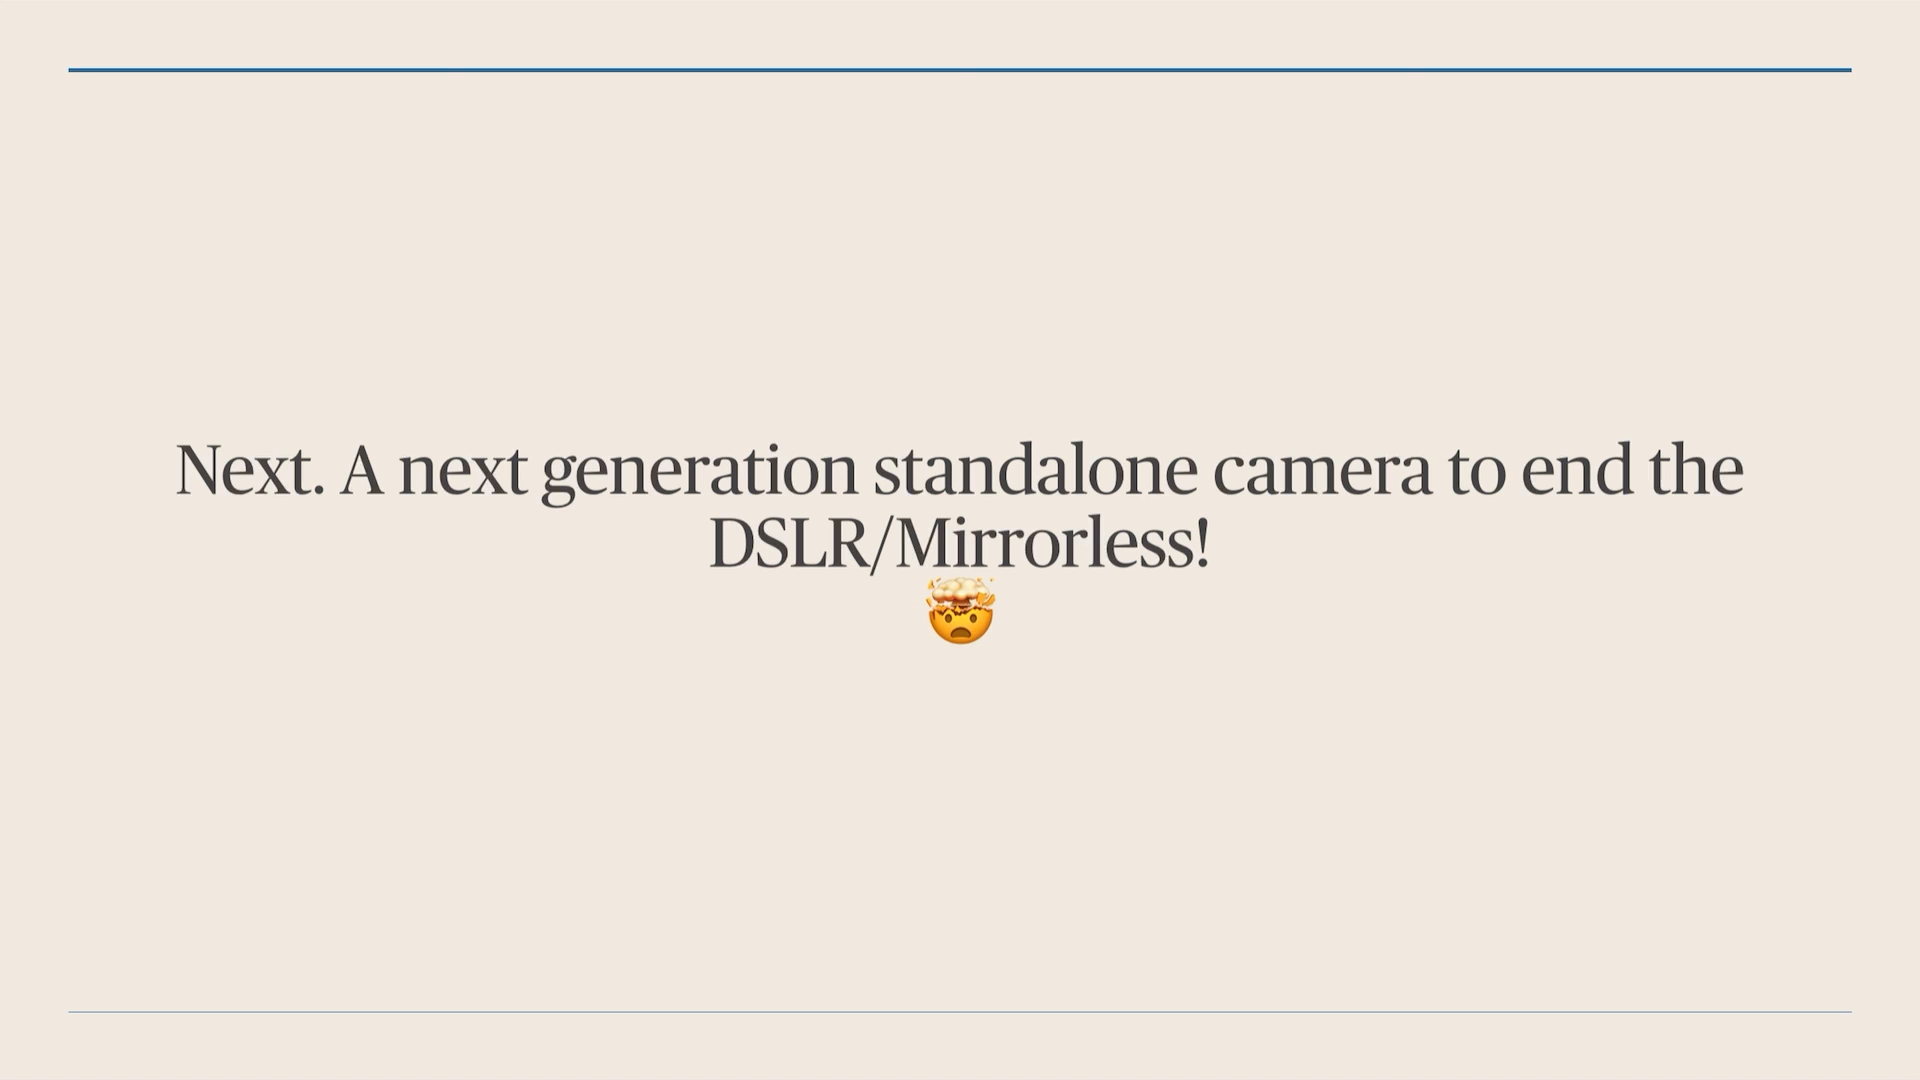 Next. A next generation standalone camera to end the
DSLR/Mirrorless!
🤯